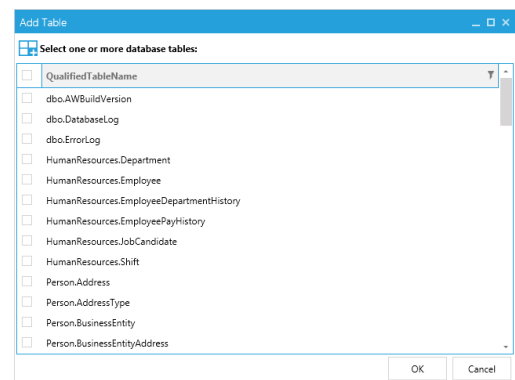 Add Table
Select one or more database tables:
QualifiedTableName
dbo.AWBuildVersion
dbo.DatabaseLog
dbo.ErrorLog
HumanResources.Department
HumanResources.Employee
HumanResources.EmployeeDepartmentHistory
HumanResources.EmployeePayHistory
HumanResources.JobCandidate
HumanResources.Shift
Person.Address
Person.AddressType
Person.BusinessEntity
Person.BusinessEntityAddress
OK Cancel